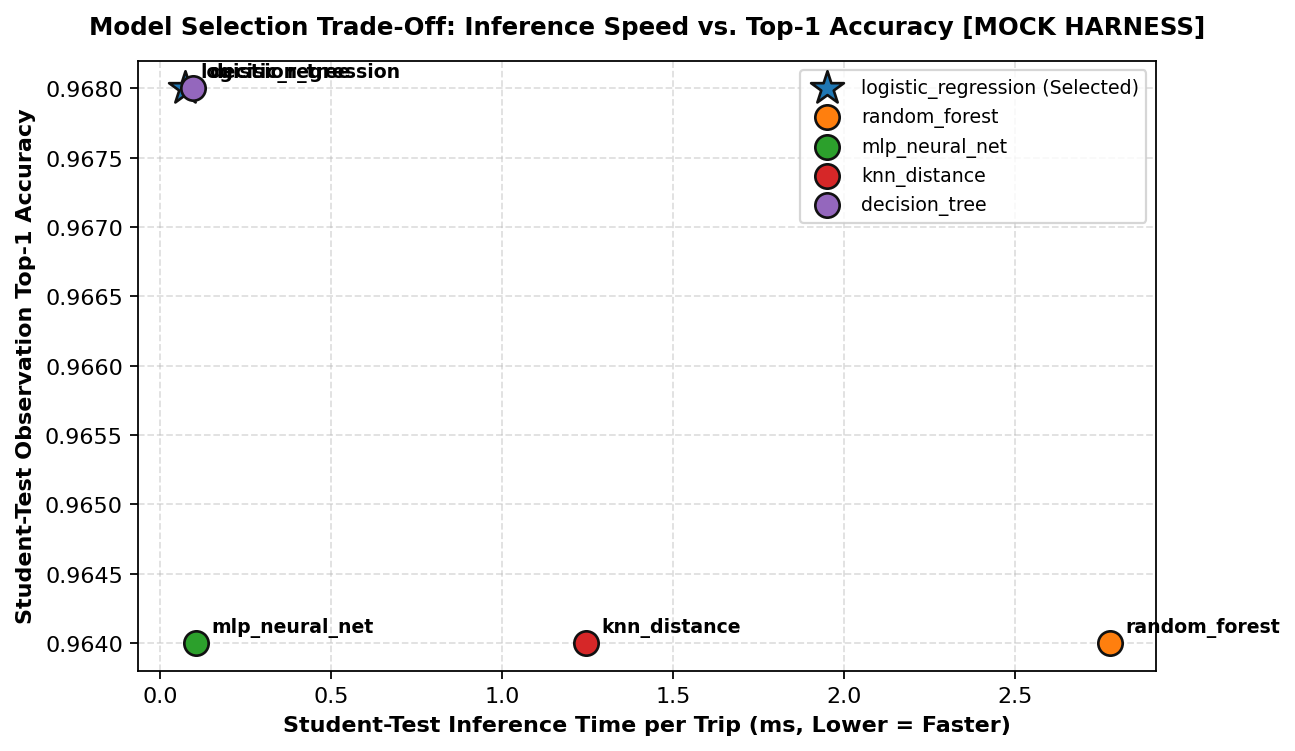 Model Selection Trade-Off: Inference Speed vs. Top-1 Accuracy [MOCK HARNESS]
Student-Test Observation Top-1 Accuracy
0.9680
0.9675
0.9670
0.9665
0.9660
0.9655
0.9650
0.9645
0.9640
logistic_regression
decision_tree
logistic_regression (Selected)
random_forest
mlp_neural_net
knn_distance
decision_tree
mlp_neural_net
knn_distance
random_forest
0.0
0.5
1.0
1.5
2.0
2.5
Student-Test Inference Time per Trip (ms, Lower = Faster)